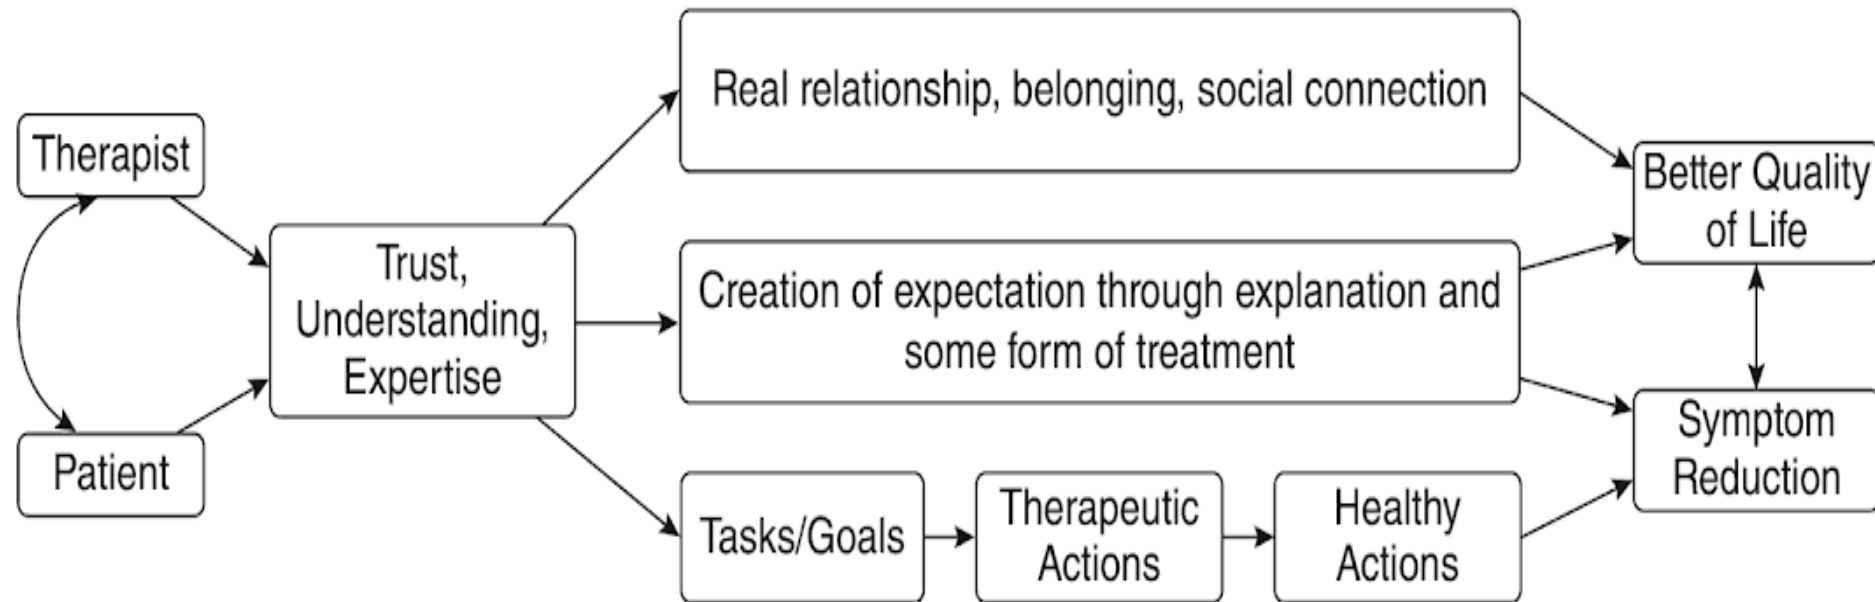 Therapist
Patient
Trust,
Understanding,
Expertise
Real relationship, belonging, social connection
Creation of expectation through explanation and
some form of treatment
Tasks/Goals
Therapeutic
Actions
Healthy
Actions
Better Quality
of Life
Symptom
Reduction